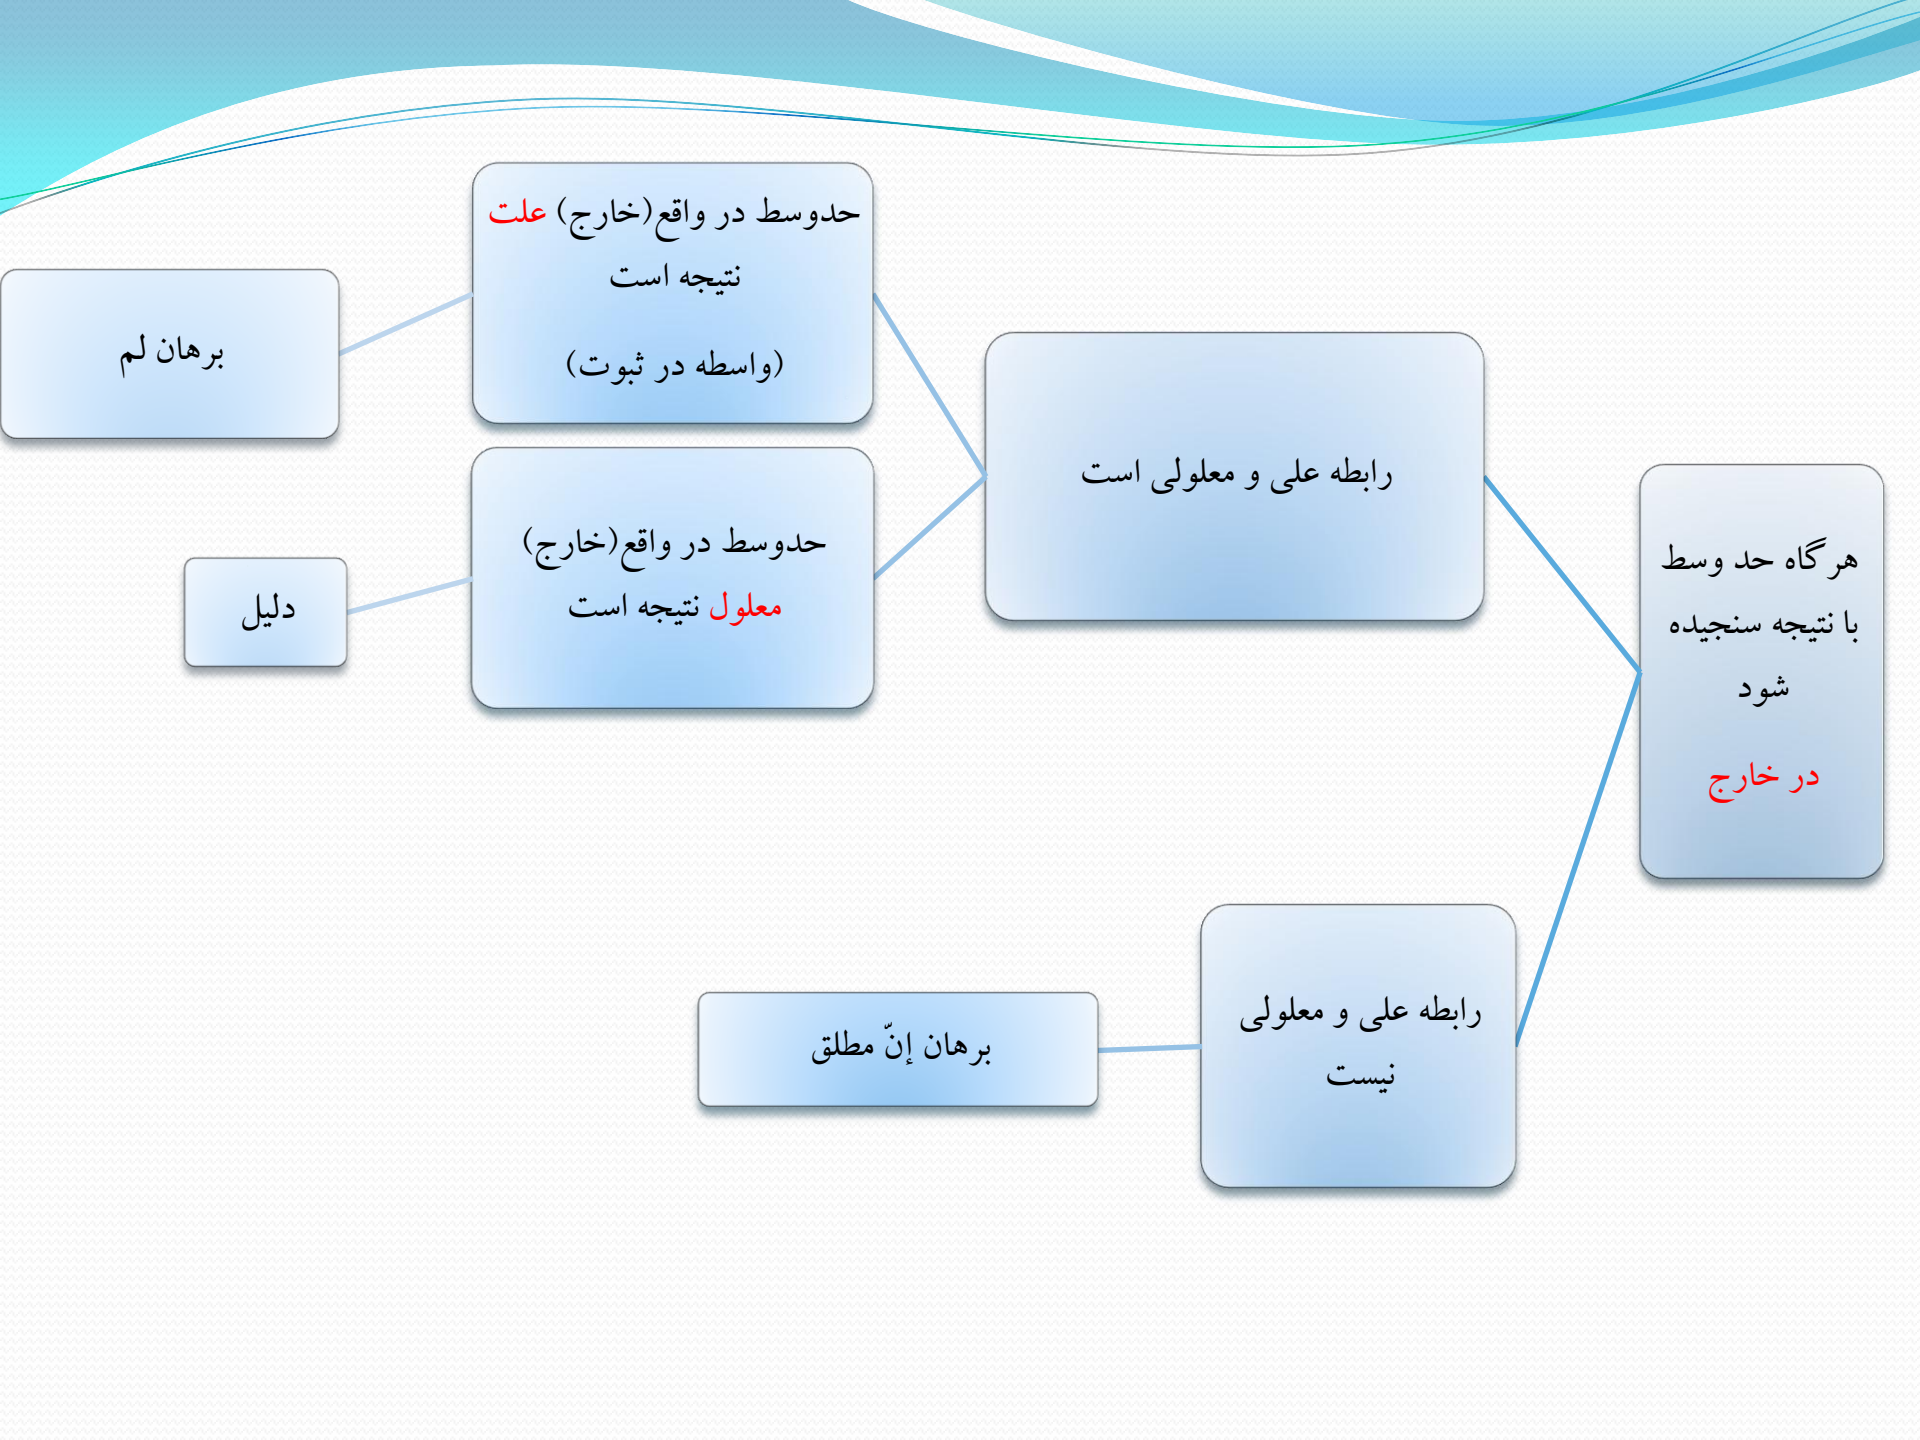 هرگاه حد وسط
با نتیجه سنجیده
شود
در خارج
رابطه علی و معلولی است
حدوسط در واقع(خارج) علت
نتیجه است
(واسطه در ثبوت)
برهان لم
حدوسط در واقع(خارج)
معلول نتیجه است
دلیل
رابطه علی و معلولی
نیست
برهان إنّ مطلق